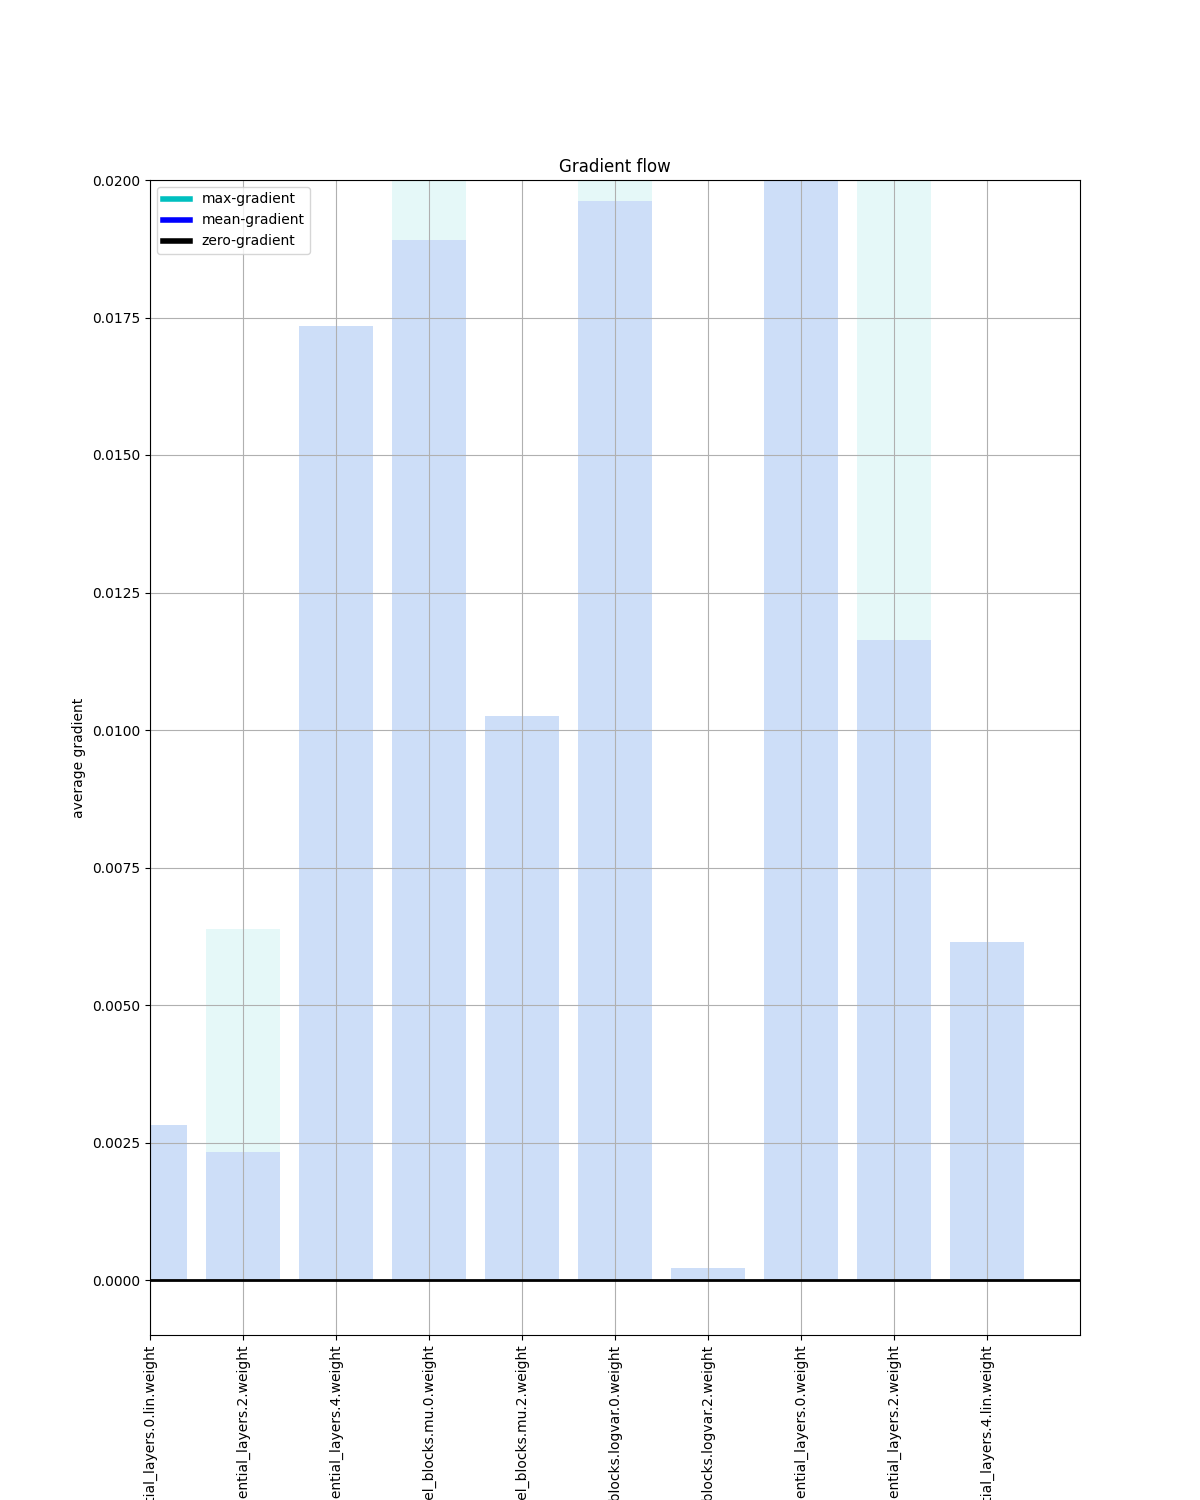 Gradient flow
max-gradient
mean-gradient
zero-gradient
0.0200
0.0175
0.0150
0.0125
0.0100
0.0075
0.0050
0.0025
0.0000
average gradient
tial_layers.0.lin.weight
ential_layers.2.weight
ential_layers.4.weight
el_blocks.mu.0.weight
el_blocks.mu.2.weight
blocks.logvar.0.weight
blocks.logvar.2.weight
ential_layers.0.weight
ential_layers.2.weight
tial_layers.4.lin.weight